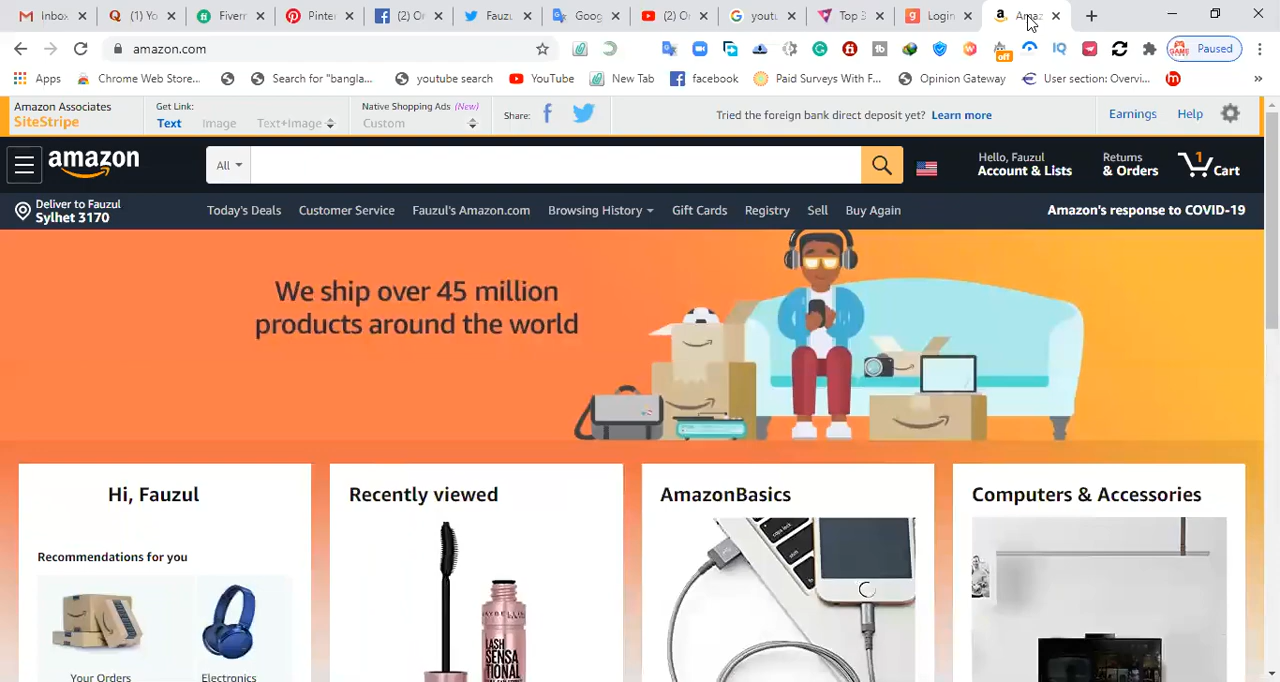 Inbox
(1) Yo
Fiverr
Pinte
(2) O
Fauzu
Goog
(2) O
yout
Top 3
Login
Amaz
amazon.com
Paused
Apps
Chrome Web Store...
Search for "bangla...
youtube search
YouTube
New Tab
facebook
Paid Surveys With F...
Opinion Gateway
User section: Overvi...
»
Amazon Associates
SiteStripe
Get Link:
Text Image Text+Image
Native Shopping Ads (New)
Custom
Share:
Tried the foreign bank direct deposit yet? Learn more
Earnings
Help
amazon
All
Hello, Fauzul
Account & Lists
Returns
& Orders
1
Cart
Deliver to Fauzul
Sylhet 3170
Today's Deals
Customer Service
Fauzul's Amazon.com
Browsing History
Gift Cards
Registry
Sell
Buy Again
Amazon's response to COVID-19
We ship over 45 million
products around the world
Hi, Fauzul
Recommendations for you
Your Orders
Electronics
Recently viewed
MAYBELLINE
LASH
SENSA
TIONAL
AmazonBasics
Computers & Accessories